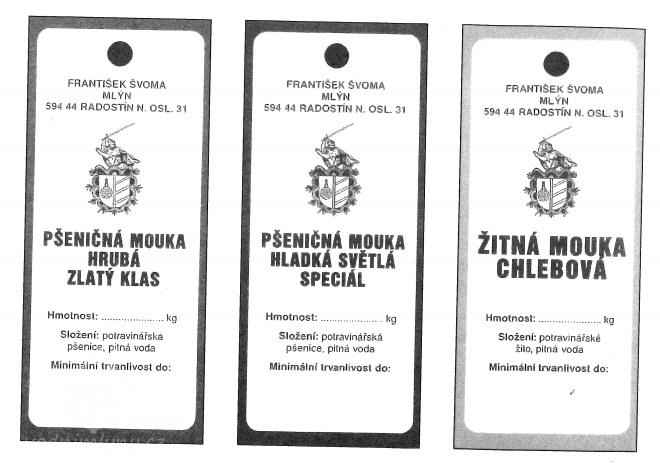 FRANTIŠEK ŠVOMA
MLÝN
594 44 RADOSTÍN N. OSL. 31
PŠENIČNÁ MOUKA
HRUBÁ
ZLATÝ KLAS
Hmotnost: ...................... kg
Složení: potravinářská
pšenice, pitná voda
Minimální trvanlivost do:
FRANTIŠEK ŠVOMA
MLÝN
594 44 RADOSTÍN N. OSL. 31
PŠENIČNÁ MOUKA
HLADKÁ SVĚTLÁ
SPECIÁL
Hmotnost: ...................... kg
Složení: potravinářská
pšenice, pitná voda
Minimální trvanlivost do:
FRANTIŠEK ŠVOMA
MLÝN
594 44 RADOSTÍN N. OSL. 31
ŽITNÁ MOUKA
CHLEBOVÁ
Hmotnost: ...................... kg
Složení: potravinářské
žito, pitná voda
Minimální trvanlivost do: